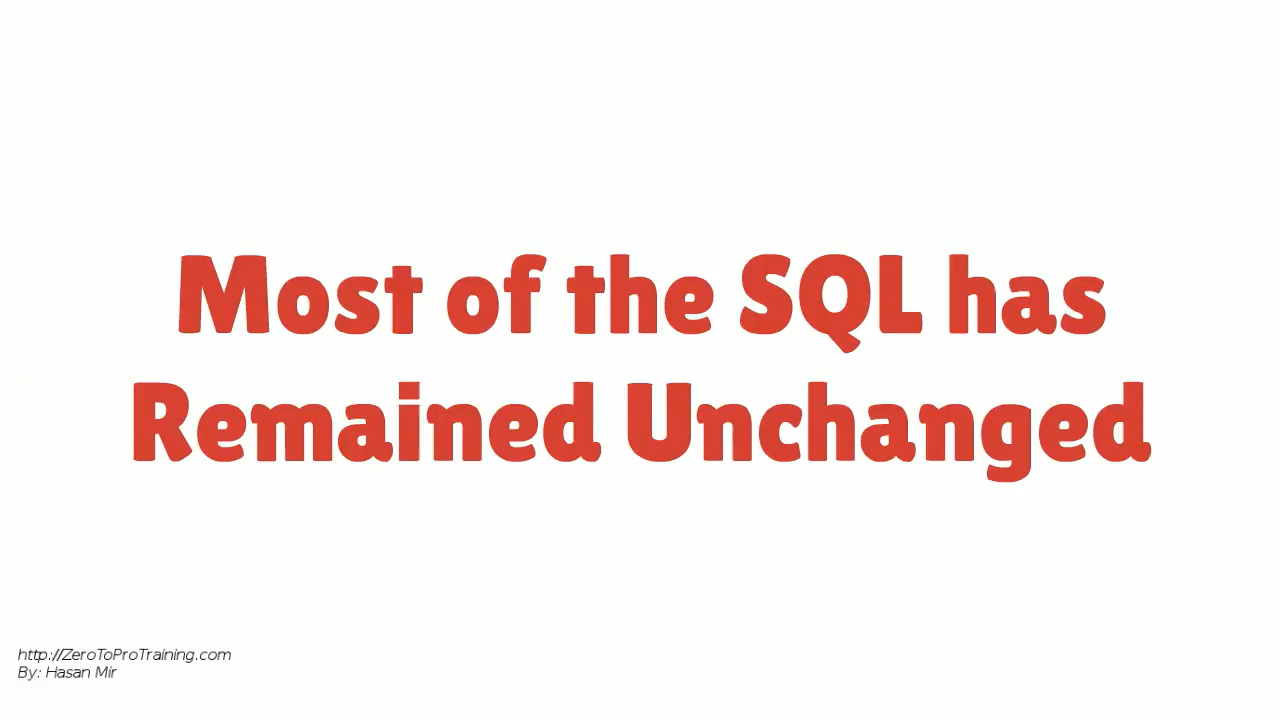 Most of the SQL has
Remained Unchanged
http://ZeroToProTraining.com
By: Hasan Mir